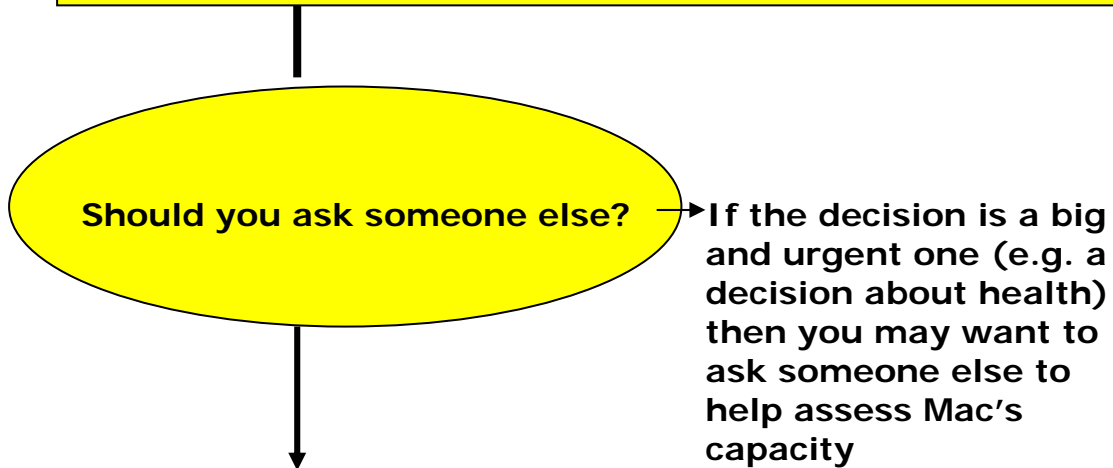 Should you ask someone else?
If the decision is a big
and urgent one (e.g. a
decision about health)
then you may want to
ask someone else to
help assess Mac's
capacity